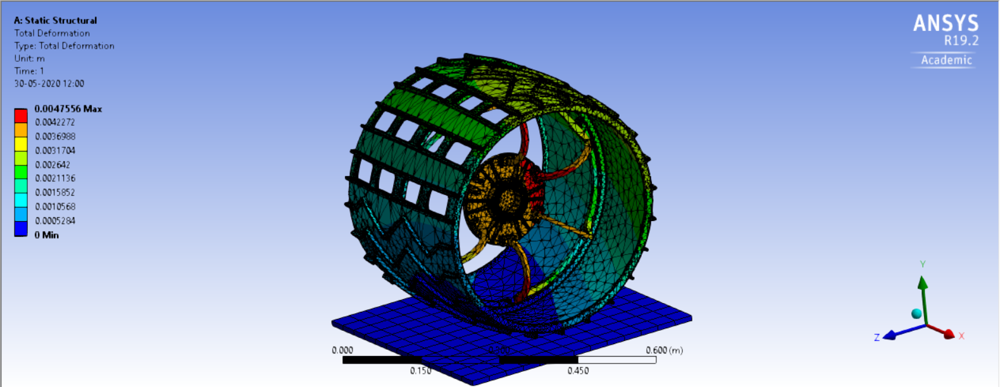 A: Static Structural
Total Deformation
Type: Total Deformation
Unit: m
Time: 1
30-05-2020 12:00
0.0047556 Max
0.0042272
0.0036988
0.0031704
0.002642
0.0021136
0.0015852
0.0010568
0.0005284
0 Min
ANSYS
R19.2
Academic
0.000
0.300
0.600 (m)
0.150
0.450
Y
Z
X